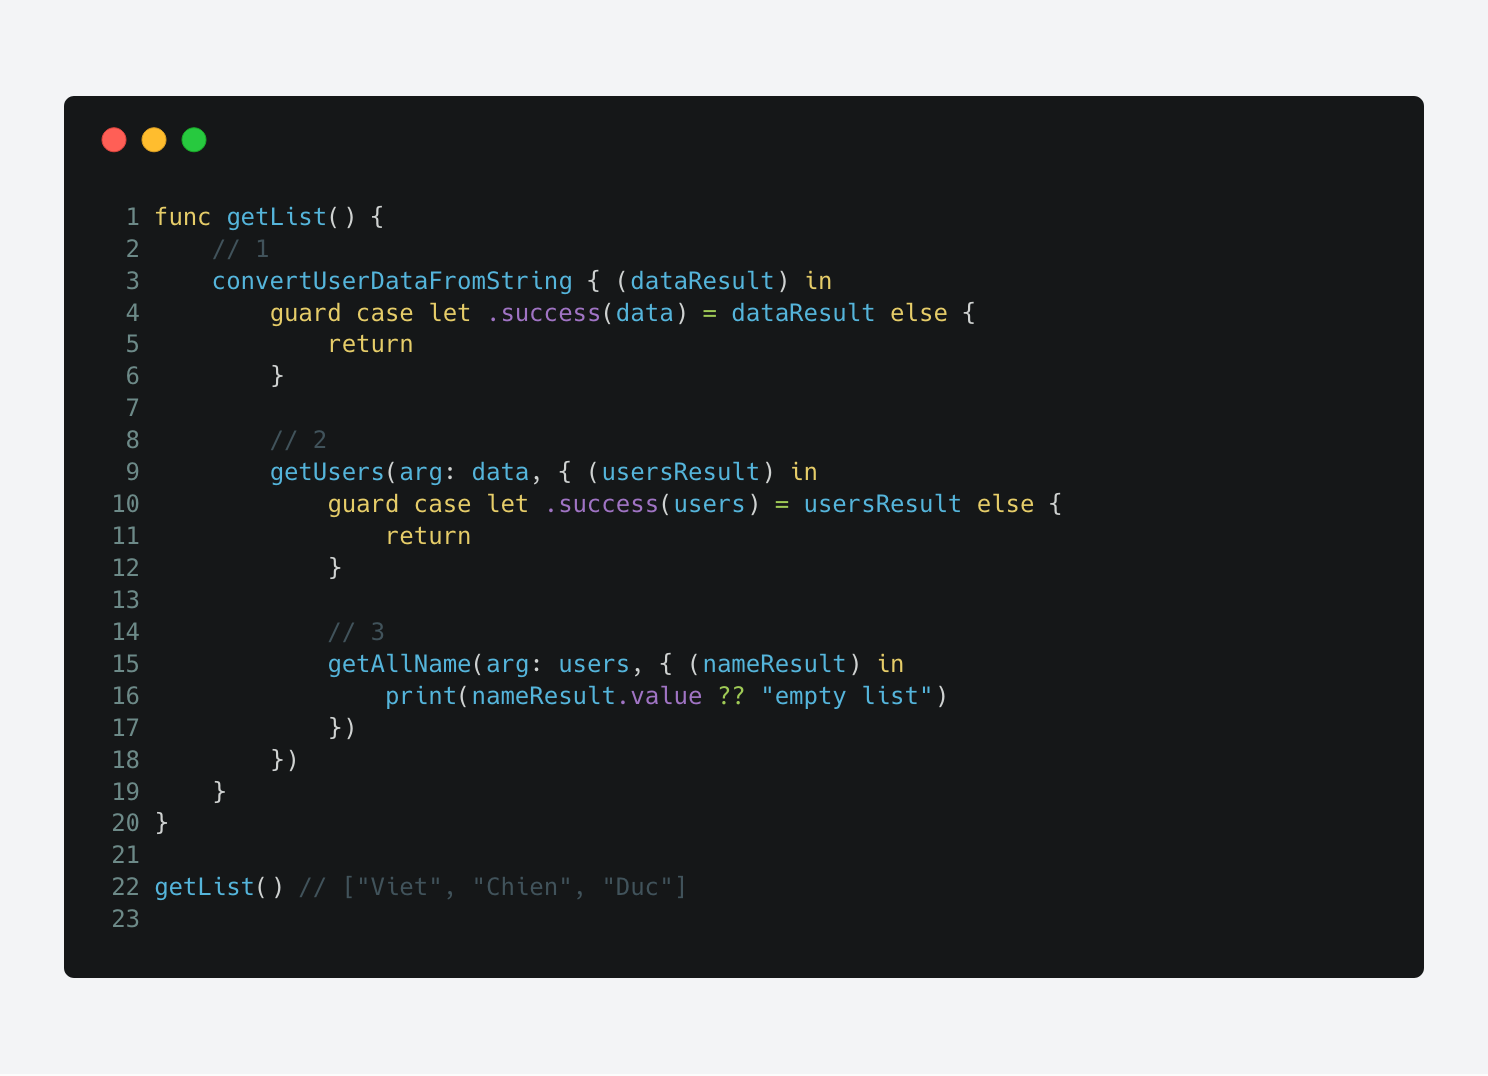 1 func getList() {
2     // 1
3     convertUserDataFromString { (dataResult) in
4         guard case let .success(data) = dataResult else {
5             return
6         }
7
8         // 2
9         getUsers(arg: data, { (usersResult) in
10             guard case let .success(users) = usersResult else {
11                 return
12             }
13
14             // 3
15             getAllName(arg: users, { (nameResult) in
16                 print(nameResult.value ?? "empty list")
17             })
18         })
19     }
20 }
21
22 getList() // ["Viet", "Chien", "Duc"]
23